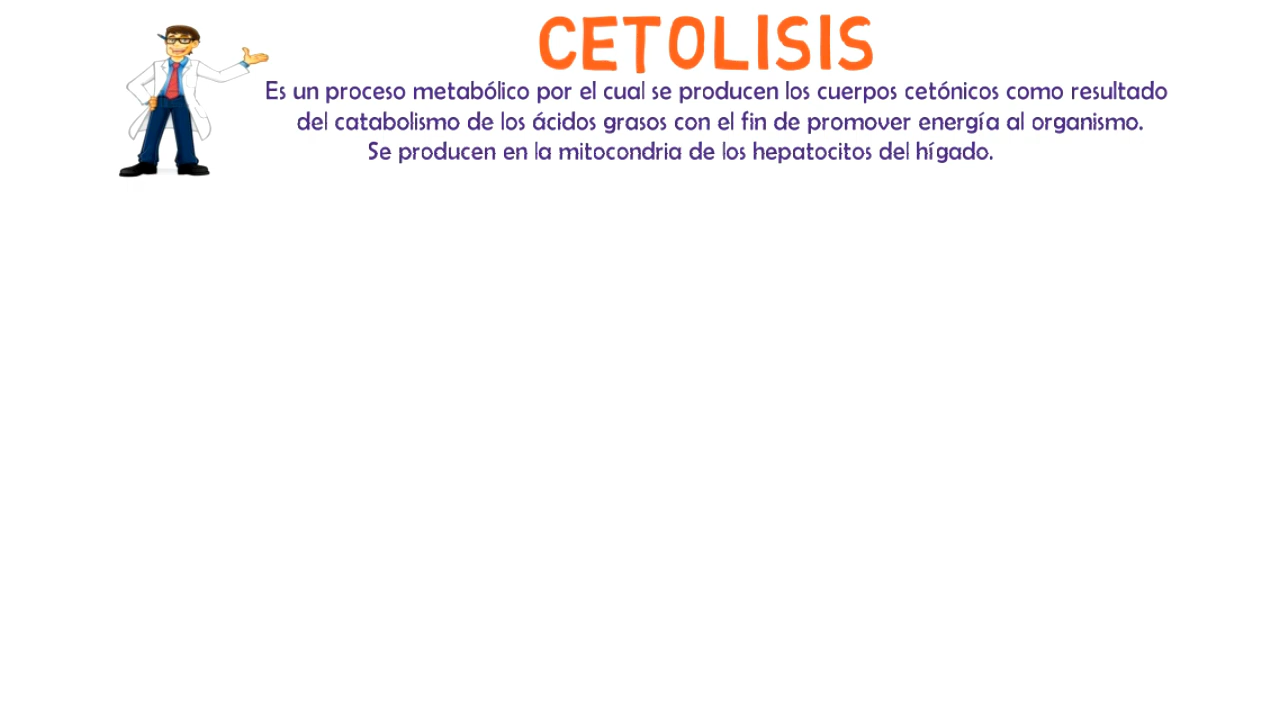 CETOLISIS
Es un proceso metabólico por el cual se producen los cuerpos cetónicos como resultado
del catabolismo de los ácidos grasos con el fin de promover energía al organismo.
Se producen en la mitocondria de los hepatocitos del hígado.